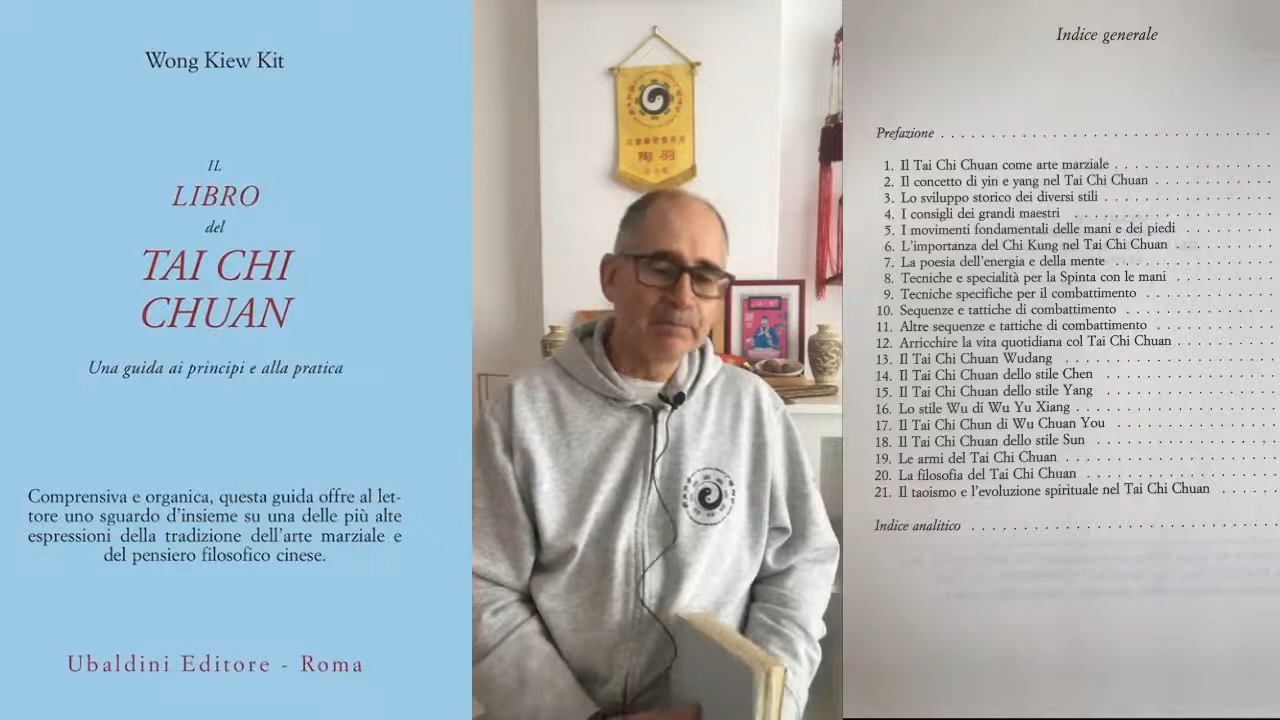 Wong Kiew Kit
IL
LIBRO
del
TAI CHI
CHUAN
Una guida ai principi e alla pratica
Comprensiva e organica, questa guida offre al let-
tore uno sguardo d'insieme su una delle più alte
espressioni della tradizione dell'arte marziale e
del pensiero filosofico cinese.
Ubaldini Editore - Roma
Indice generale
Prefazione . . . . . . . . . . . . . . . . . . . . . . . . . . . .
1. Il Tai Chi Chuan come arte marziale . . . . . . . . . . . . .
2. Il concetto di yin e yang nel Tai Chi Chuan . . . . . . . . . .
3. Lo sviluppo storico dei diversi stili . . . . . . . . . . . . . .
4. I consigli dei grandi maestri . . . . . . . . . . . . . . . . .
5. I movimenti fondamentali delle mani e dei piedi . . . . . . . .
6. L'importanza del Chi Kung nel Tai Chi Chuan . . . . . . . .
7. La poesia dell'energia e della mente . . . . . . . . . . . . . .
8. Tecniche e specialità per la Spinta con le mani . . . . . . . . .
9. Tecniche specifiche per il combattimento . . . . . . . . . . .
10. Sequenze e tattiche di combattimento . . . . . . . . . . . . .
11. Altre sequenze e tattiche di combattimento . . . . . . . . . .
12. Arricchire la vita quotidiana col Tai Chi Chuan . . . . . . . .
13. Il Tai Chi Chuan Wudang . . . . . . . . . . . . . . . . . .
14. Il Tai Chi Chuan dello stile Chen . . . . . . . . . . . . . .
15. Il Tai Chi Chuan dello stile Yang . . . . . . . . . . . . . .
16. Lo stile Wu di Wu Yu Xiang . . . . . . . . . . . . . . . . .
17. Il Tai Chi Chun di Wu Chuan You . . . . . . . . . . . . .
18. Il Tai Chi Chuan dello stile Sun . . . . . . . . . . . . . . .
19. Le armi del Tai Chi Chuan . . . . . . . . . . . . . . . . .
20. La filosofia del Tai Chi Chuan . . . . . . . . . . . . . . . .
21. Il taoismo e l'evoluzione spirituale nel Tai Chi Chuan . . . . .
Indice analitico . . . . . . . . . . . . . . . . . . . . . . . . . .